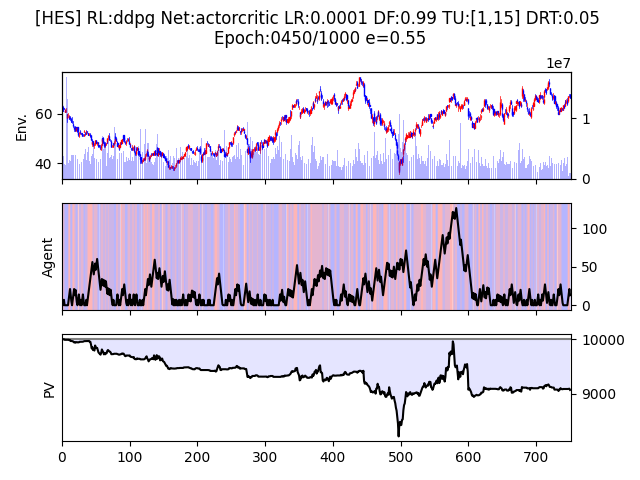 [HES] RL:ddpg Net:actorcritic LR:0.0001 DF:0.99 TU:[1,15] DRT:0.05
Epoch:0450/1000 e=0.55
1e7
Env.
60
40
1
0
Agent
100
50
0
PV
10000
9000
0 100 200 300 400 500 600 700